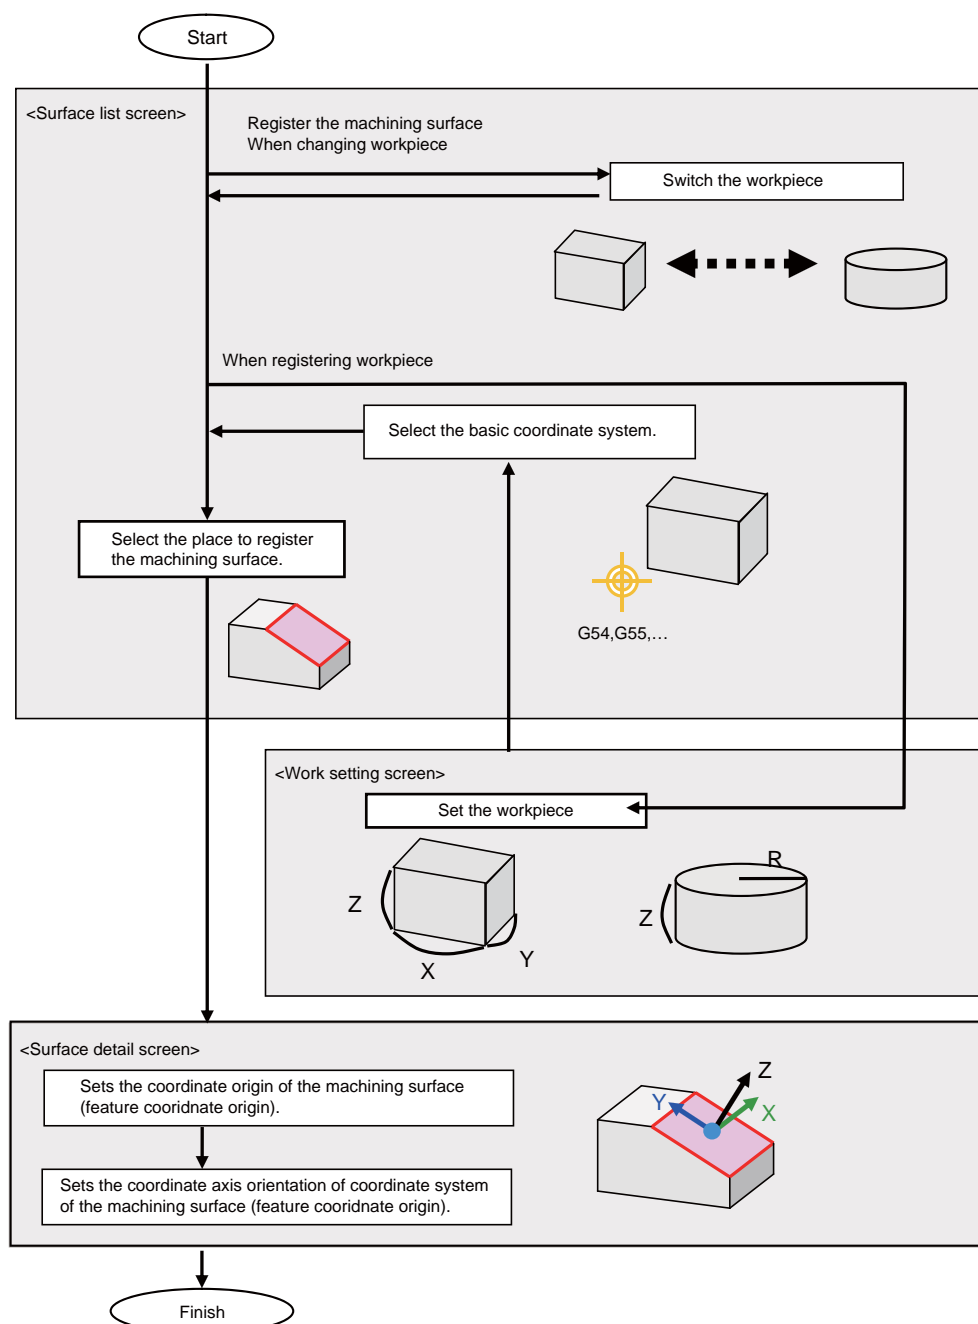 Start
<Surface list screen>
Register the machining surface
When changing workpiece
Switch the workpiece
When registering workpiece
Select the basic coordinate system.
Select the place to register
the machining surface.
G54,G55,…
<Work setting screen>
Set the workpiece
Z
X
Y
R
Z
<Surface detail screen>
Sets the coordinate origin of the machining surface
(feature cooridnate origin).
Z
Y
X
Sets the coordinate axis orientation of coordinate system
of the machining surface (feature cooridnate origin).
Finish